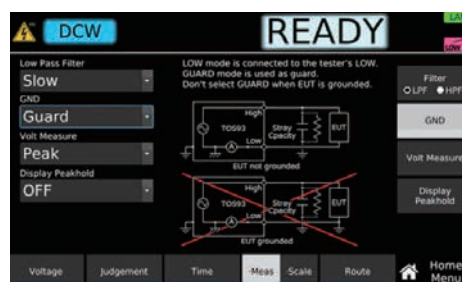 DCW
READY
LAN
LOW
Low Pass Filter
Slow
GND
Guard
Volt Measure
Peak
Display Peakhold
OFF
LOW mode is connected to the tester's LOW.
GUARD mode is used as guard.
Don't select GUARD when EUT is grounded.
High
TOS93
Stray
Cpacity
EUT
Low
A
EUT not grounded
High
TOS93
Stray
Cpacity
EUT
Low
A
EUT grounded
Filter
LPF HPF
GND
Volt Measure
Display
Peakhold
Voltage
Judgement
Time
·Meas
·Scale
Route
Home
Menu